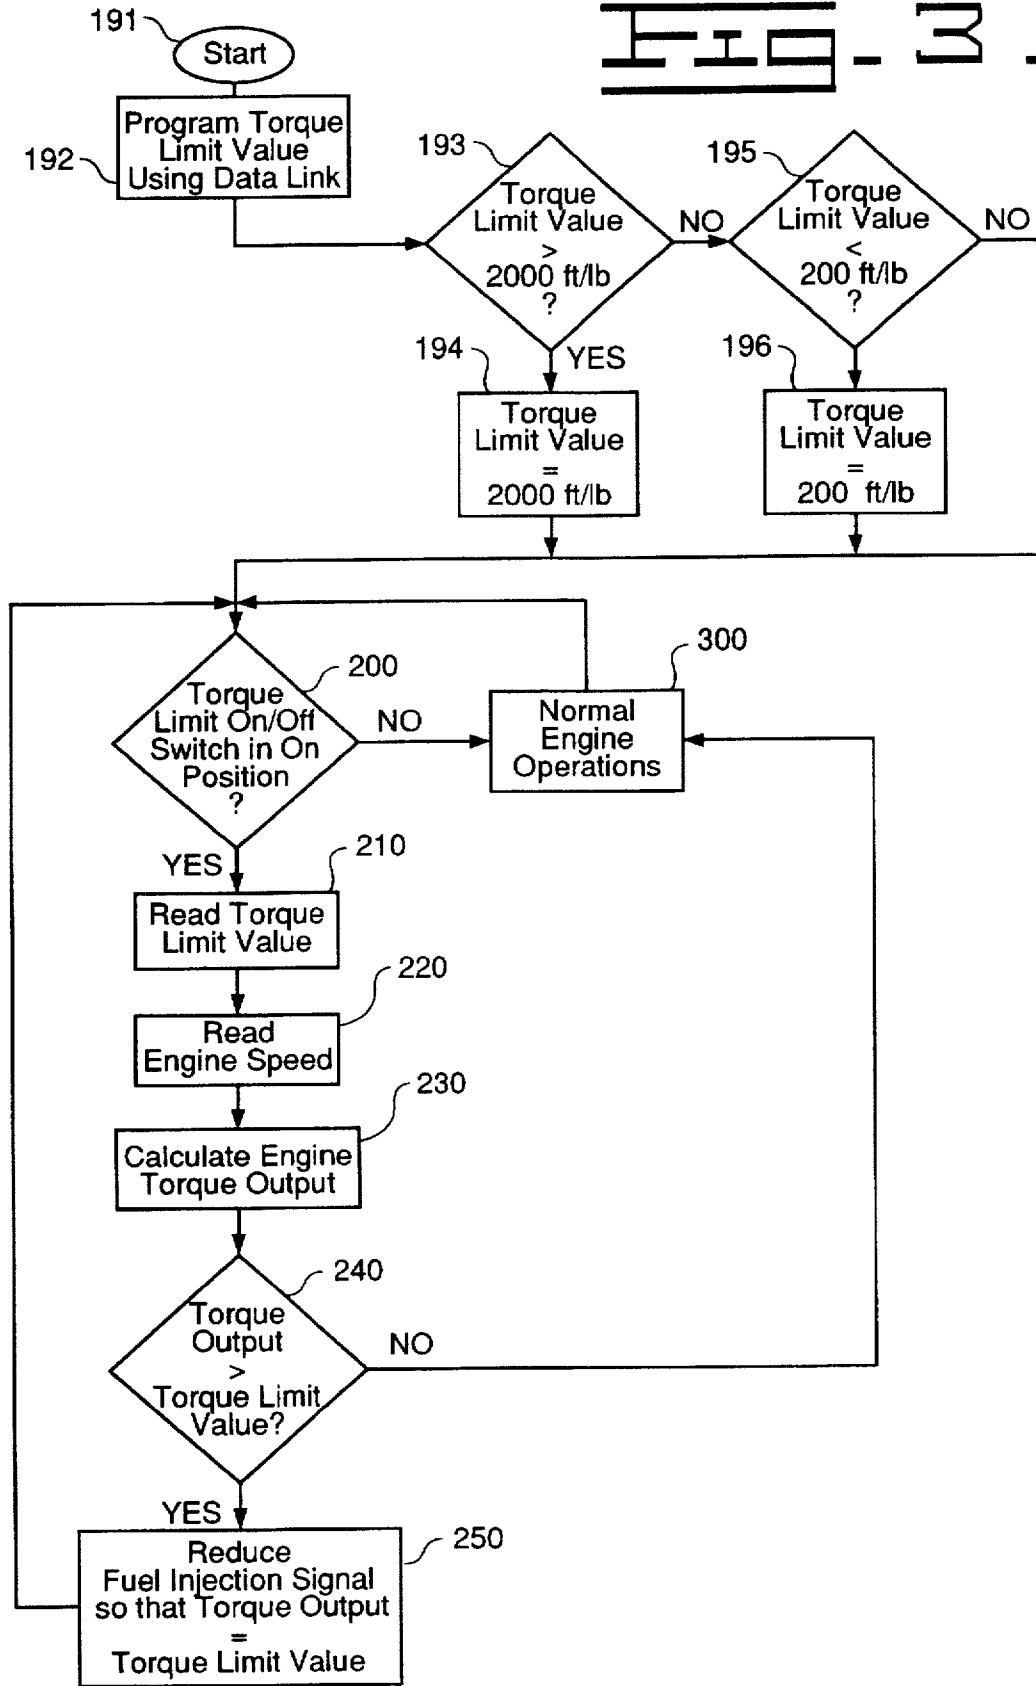 Fig-3-
191
Start
192
Program Torque
Limit Value
Using Data Link
193
Torque
Limit Value
>
2000 ft/lb
?
NO
195
Torque
Limit Value
<
200 ft/lb
?
NO
YES
194
Torque
Limit Value
=
2000 ft/lb
196
Torque
Limit Value
=
200 ft/lb
200
Torque
Limit On/Off
Switch in On
Position
?
NO
300
Normal
Engine
Operations
YES
210
Read Torque
Limit Value
220
Read
Engine Speed
230
Calculate Engine
Torque Output
240
Torque
Output
>
Torque Limit
Value?
NO
YES
250
Reduce
Fuel Injection Signal
so that Torque Output
=
Torque Limit Value